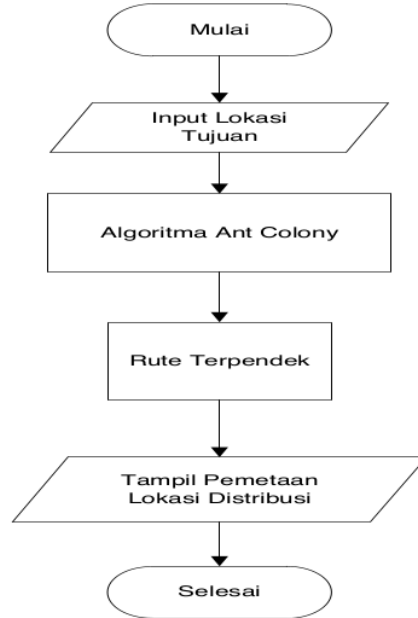 Mulai
Input Lokasi
Tujuan
Algoritma Ant Colony
Rute Terpendek
Tampil Pemetaan
Lokasi Distribusi
Selesai